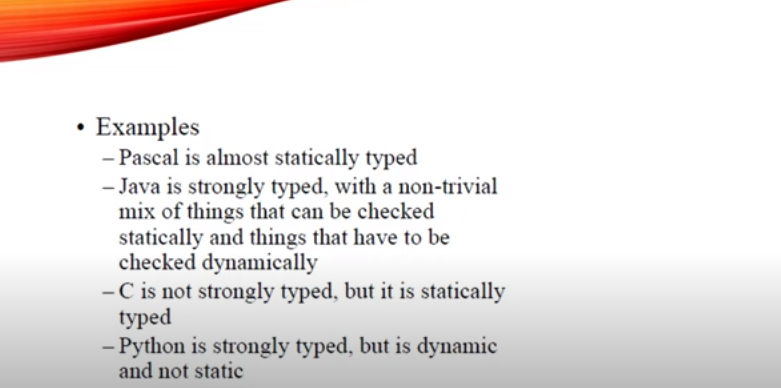 • Examples
– Pascal is almost statically typed
– Java is strongly typed, with a non-trivial
mix of things that can be checked
statically and things that have to be
checked dynamically
– C is not strongly typed, but it is statically
typed
– Python is strongly typed, but is dynamic
and not static